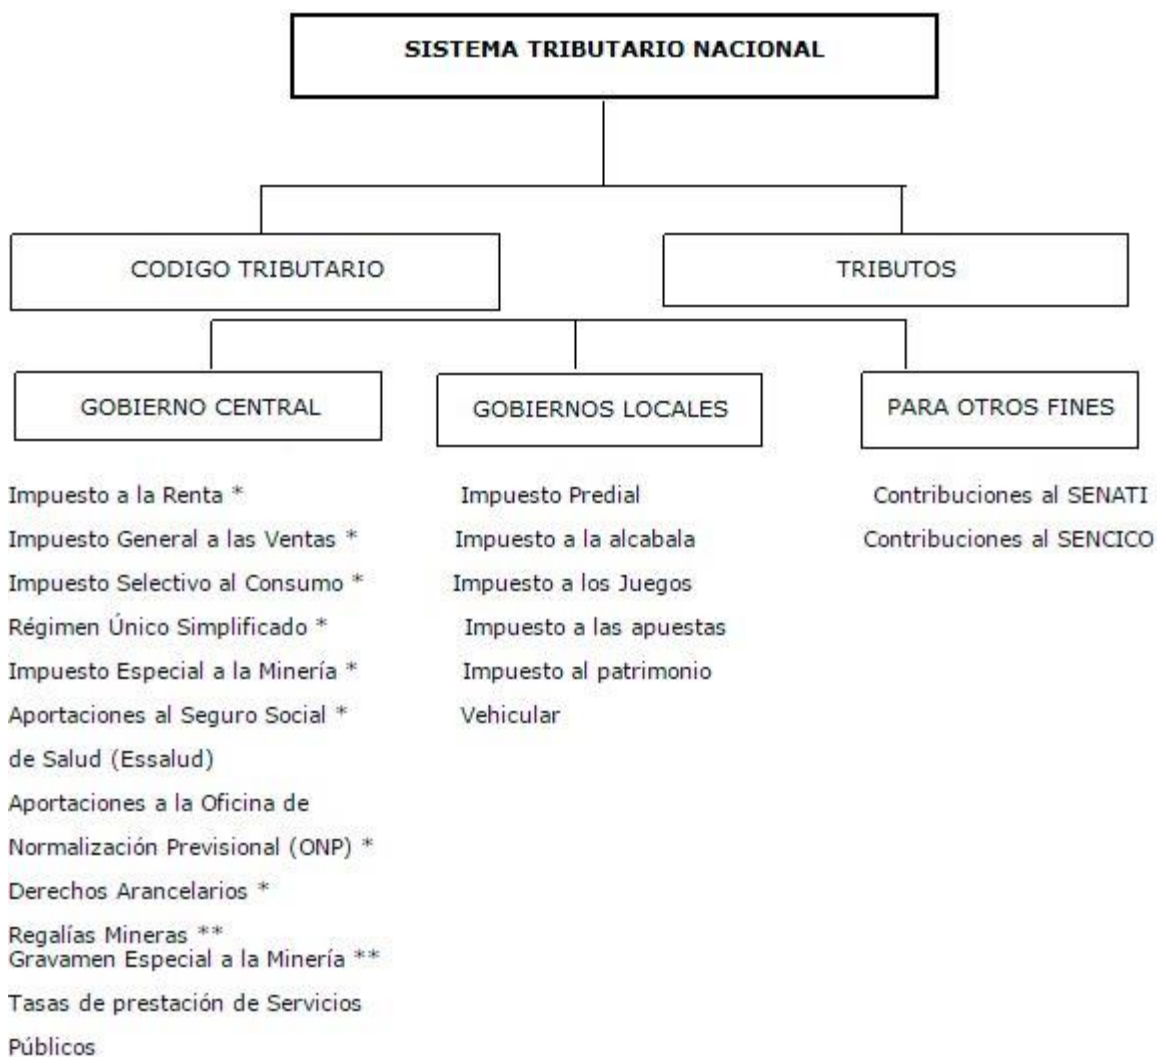 SISTEMA TRIBUTARIO NACIONAL
CODIGO TRIBUTARIO
TRIBUTOS
GOBIERNO CENTRAL
GOBIERNOS LOCALES
PARA OTROS FINES
Impuesto a la Renta *
Impuesto General a las Ventas *
Impuesto Selectivo al Consumo *
Régimen Único Simplificado *
Impuesto Especial a la Minería *
Aportaciones al Seguro Social *
de Salud (Essalud)
Aportaciones a la Oficina de
Normalización Previsional (ONP) *
Derechos Arancelarios *
Regalías Mineras **
Gravamen Especial a la Minería **
Tasas de prestación de Servicios
Públicos
Impuesto Predial
Impuesto a la alcabala
Impuesto a los Juegos
Impuesto a las apuestas
Impuesto al patrimonio
Vehicular
Contribuciones al SENATI
Contribuciones al SENCICO